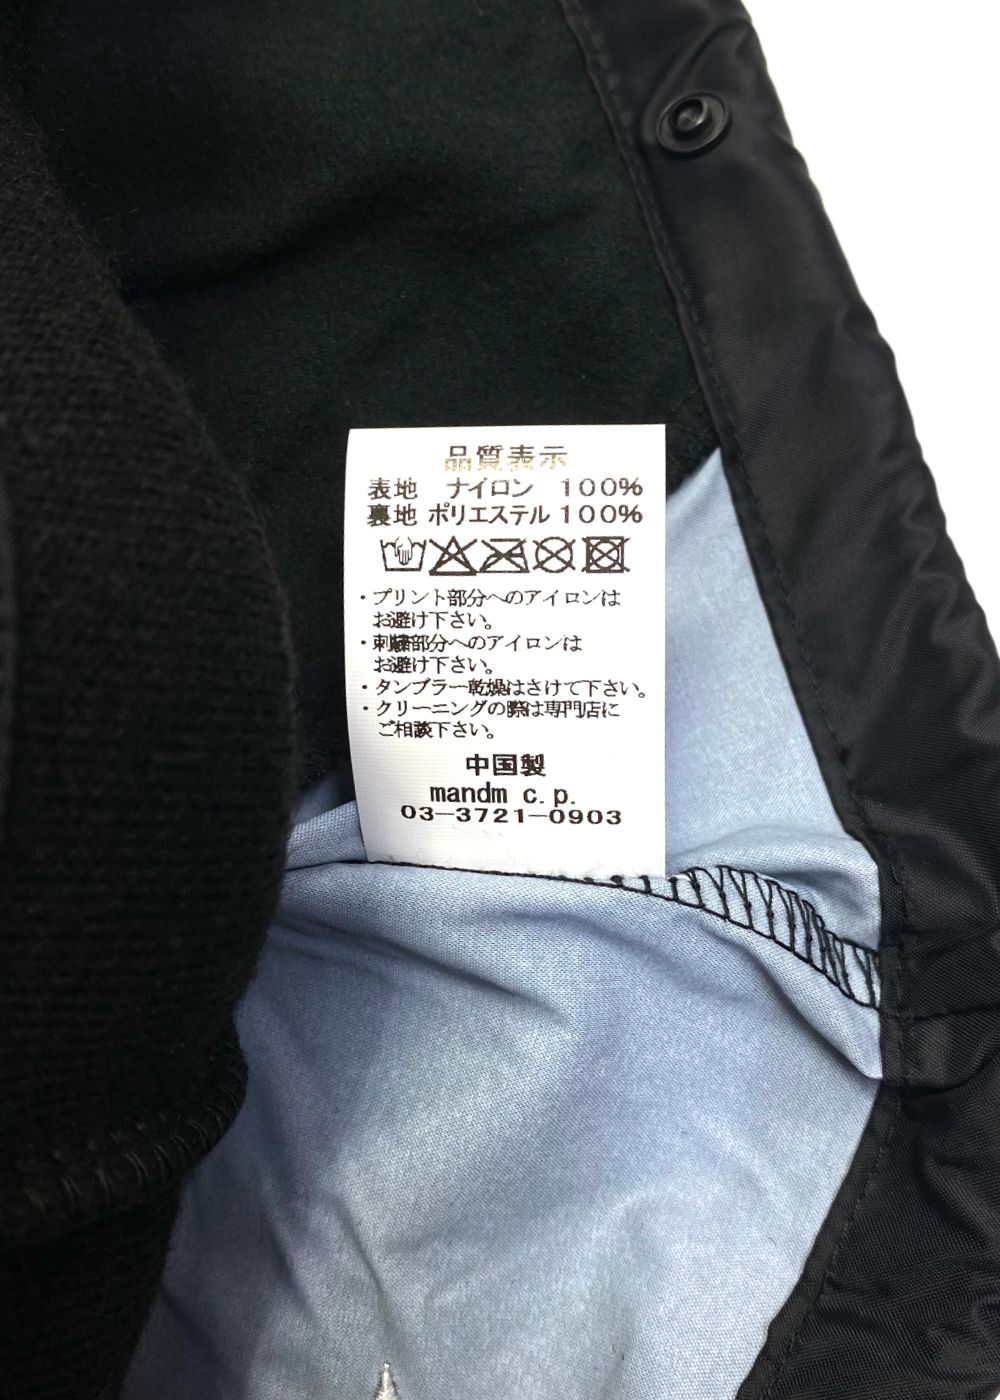 品質表示
表地 ナイロン 100%
裏地 ポリエステル 100%
・プリント部分へのアイロンは
お避け下さい。
・刺繍部分へのアイロンは
お避け下さい。
・タンブラー乾燥はさけて下さい。
・クリーニングの際は専門店に
ご相談下さい。
中国製
mandm c.p.
03-3721-0903